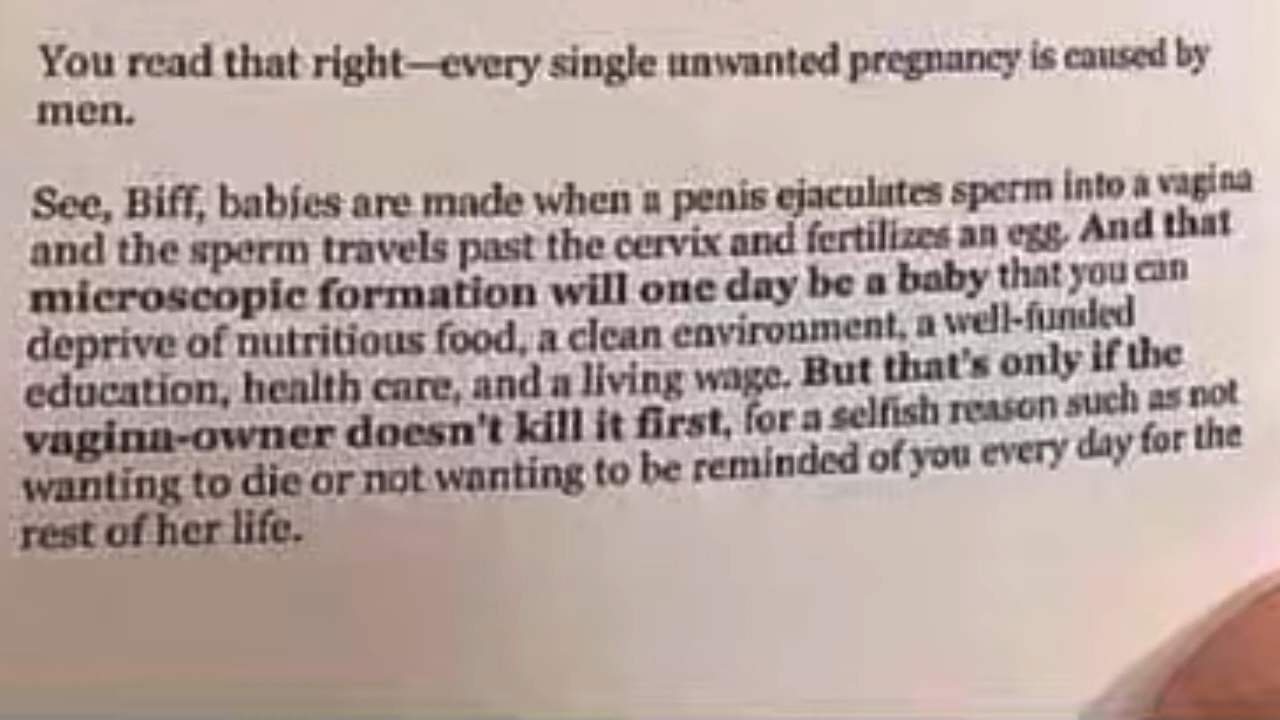 You read that right—every single unwanted pregnancy is caused by
men.
See, Biff, babies are made when a penis ejaculates sperm into a vagina
and the sperm travels past the cervix and fertilizes an egg. And that
microscopic formation will one day be a baby that you can
deprive of nutritious food, a clean environment, a well-funded
education, health care, and a living wage. But that's only if the
vagina-owner doesn't kill it first, for a selfish reason such as not
wanting to die or not wanting to be reminded of you every day for the
rest of her life.